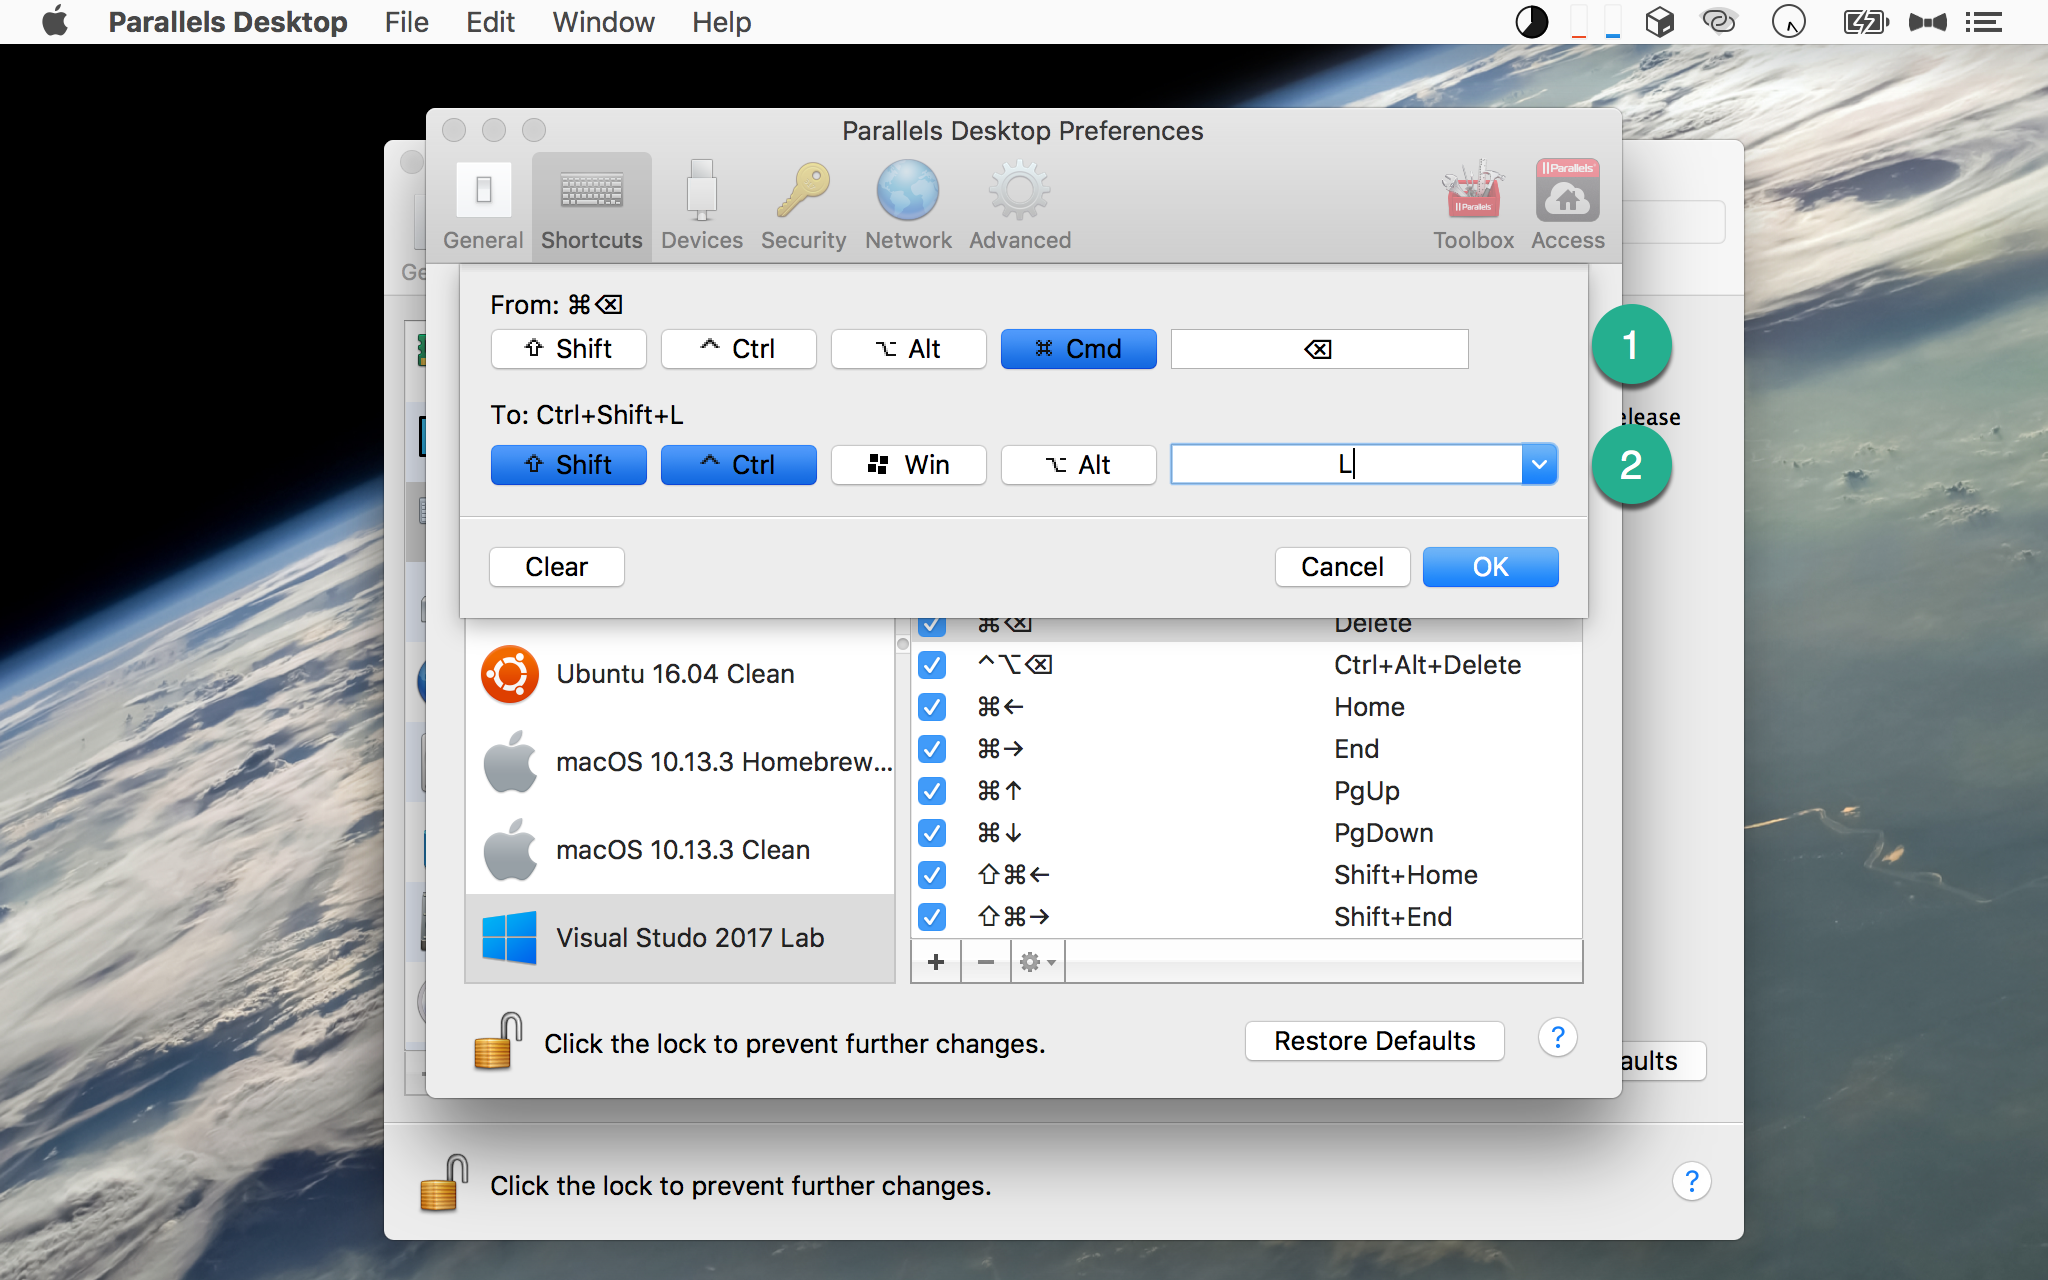 Parallels Desktop File Edit Window Help
Parallels Desktop Preferences
General Shortcuts Devices Security Network Advanced Toolbox Access
||Parallels
||Parallels
Ge
From: ⌘⌫
⇧ Shift ^ Ctrl ⌥ Alt ⌘ Cmd ⌫
1
To: Ctrl+Shift+L
elease
⇧ Shift ^ Ctrl Win ⌥ Alt L
2
Clear Cancel OK
⌘⌫ Delete
Ubuntu 16.04 Clean
^⌥⌫ Ctrl+Alt+Delete
⌘← Home
macOS 10.13.3 Homebrew...
⌘→ End
⌘↑ PgUp
macOS 10.13.3 Clean
⌘↓ PgDown
⇧⌘← Shift+Home
⇧⌘→ Shift+End
Visual Studo 2017 Lab
+ −
Click the lock to prevent further changes. Restore Defaults ?
aults
Click the lock to prevent further changes. ?